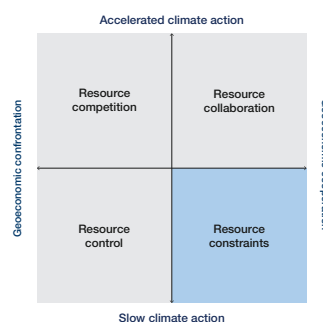 Accelerated climate action
Resource
competition
Resource
collaboration
Geoeconomic confrontation
Resource
control
Resource
constraints
Slow climate action